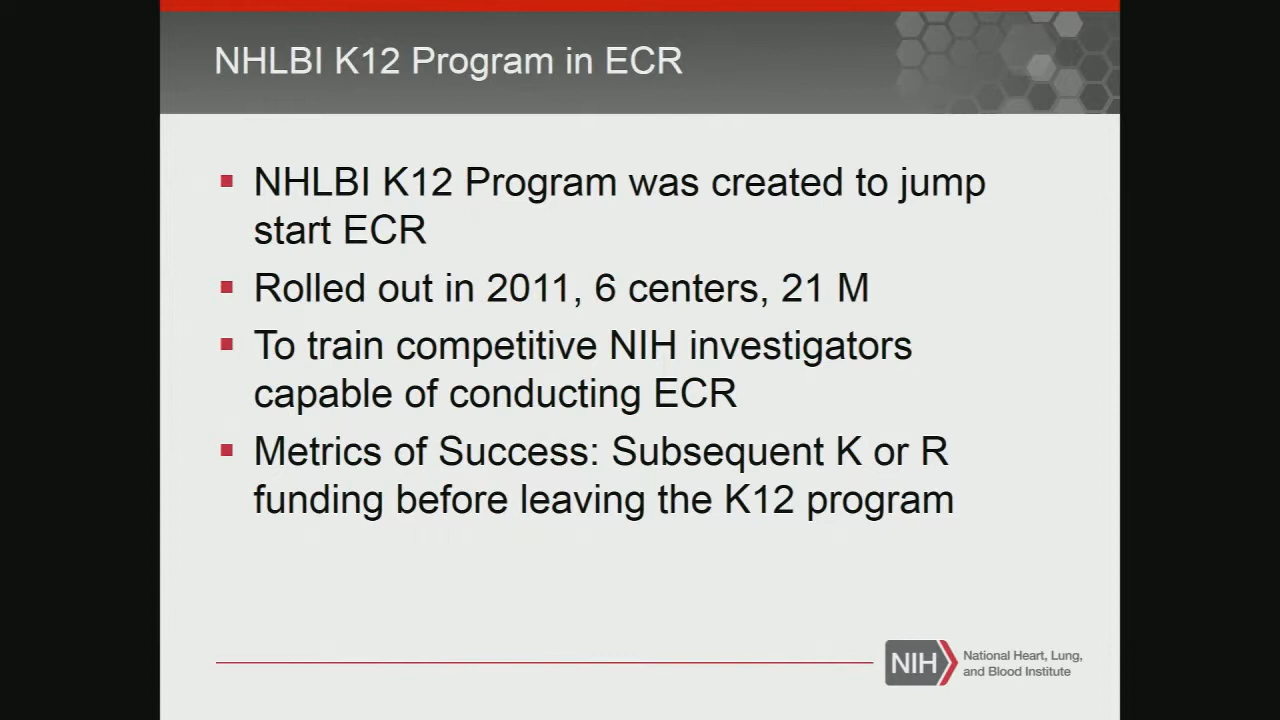 NHLBI K12 Program in ECR
NHLBI K12 Program was created to jump
start ECR
Rolled out in 2011, 6 centers, 21 M
To train competitive NIH investigators
capable of conducting ECR
Metrics of Success: Subsequent K or R
funding before leaving the K12 program
NIH
National Heart, Lung,
and Blood Institute